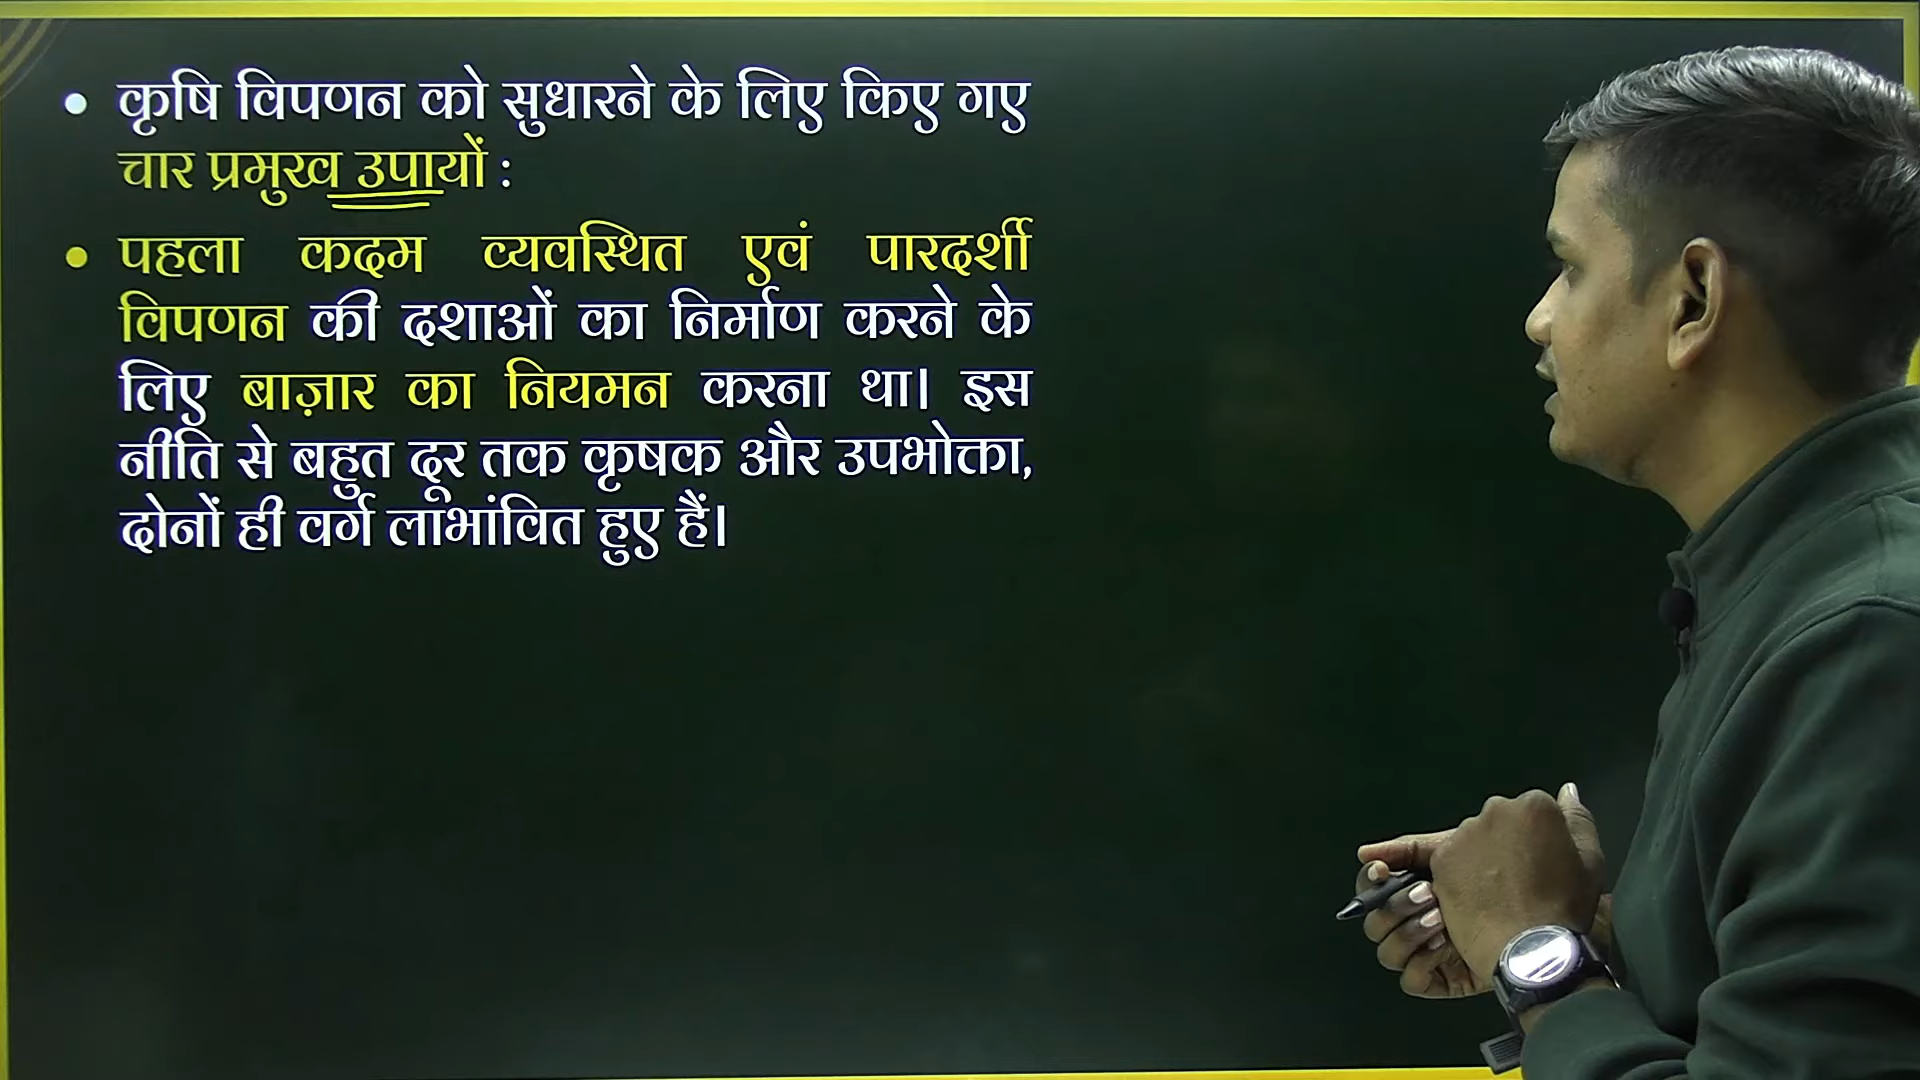 • कृषि विपणन को सुधारने के लिए किए गए
चार प्रमुख उपायों :
• पहला कदम व्यवस्थित एवं पारदर्शी
विपणन की दशाओं का निर्माण करने के
लिए बाज़ार का नियमन करना था। इस
नीति से बहुत दूर तक कृषक और उपभोक्ता,
दोनों ही वर्ग लाभांवित हुए हैं।